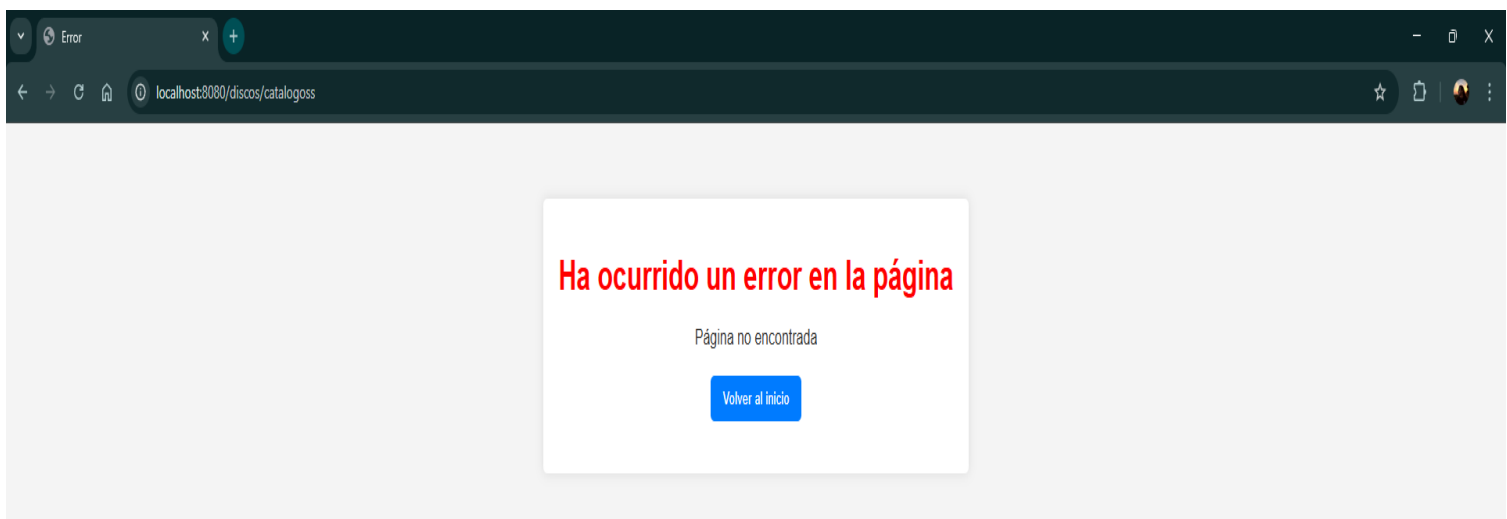 Error
localhost:8080/discos/catalogoss
Ha ocurrido un error en la página
Página no encontrada
Volver al inicio